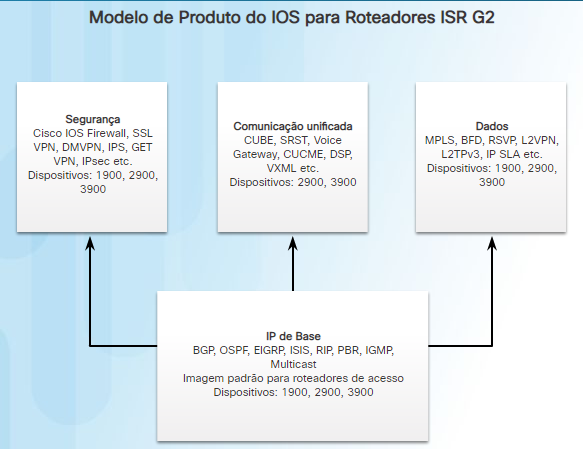 Modelo de Produto do IOS para Roteadores ISR G2
Segurança
Cisco IOS Firewall, SSL
VPN, DMVPN, IPS, GET
VPN, IPsec etc.
Dispositivos: 1900, 2900,
3900
Comunicação unificada
CUBE, SRST, Voice
Gateway, CUCME, DSP,
VXML etc.
Dispositivos: 2900, 3900
Dados
MPLS, BFD, RSVP, L2VPN,
L2TPv3, IP SLA etc.
Dispositivos: 1900, 2900,
3900
IP de Base
BGP, OSPF, EIGRP, ISIS, RIP, PBR, IGMP,
Multicast
Imagem padrão para roteadores de acesso
Dispositivos: 1900, 2900, 3900